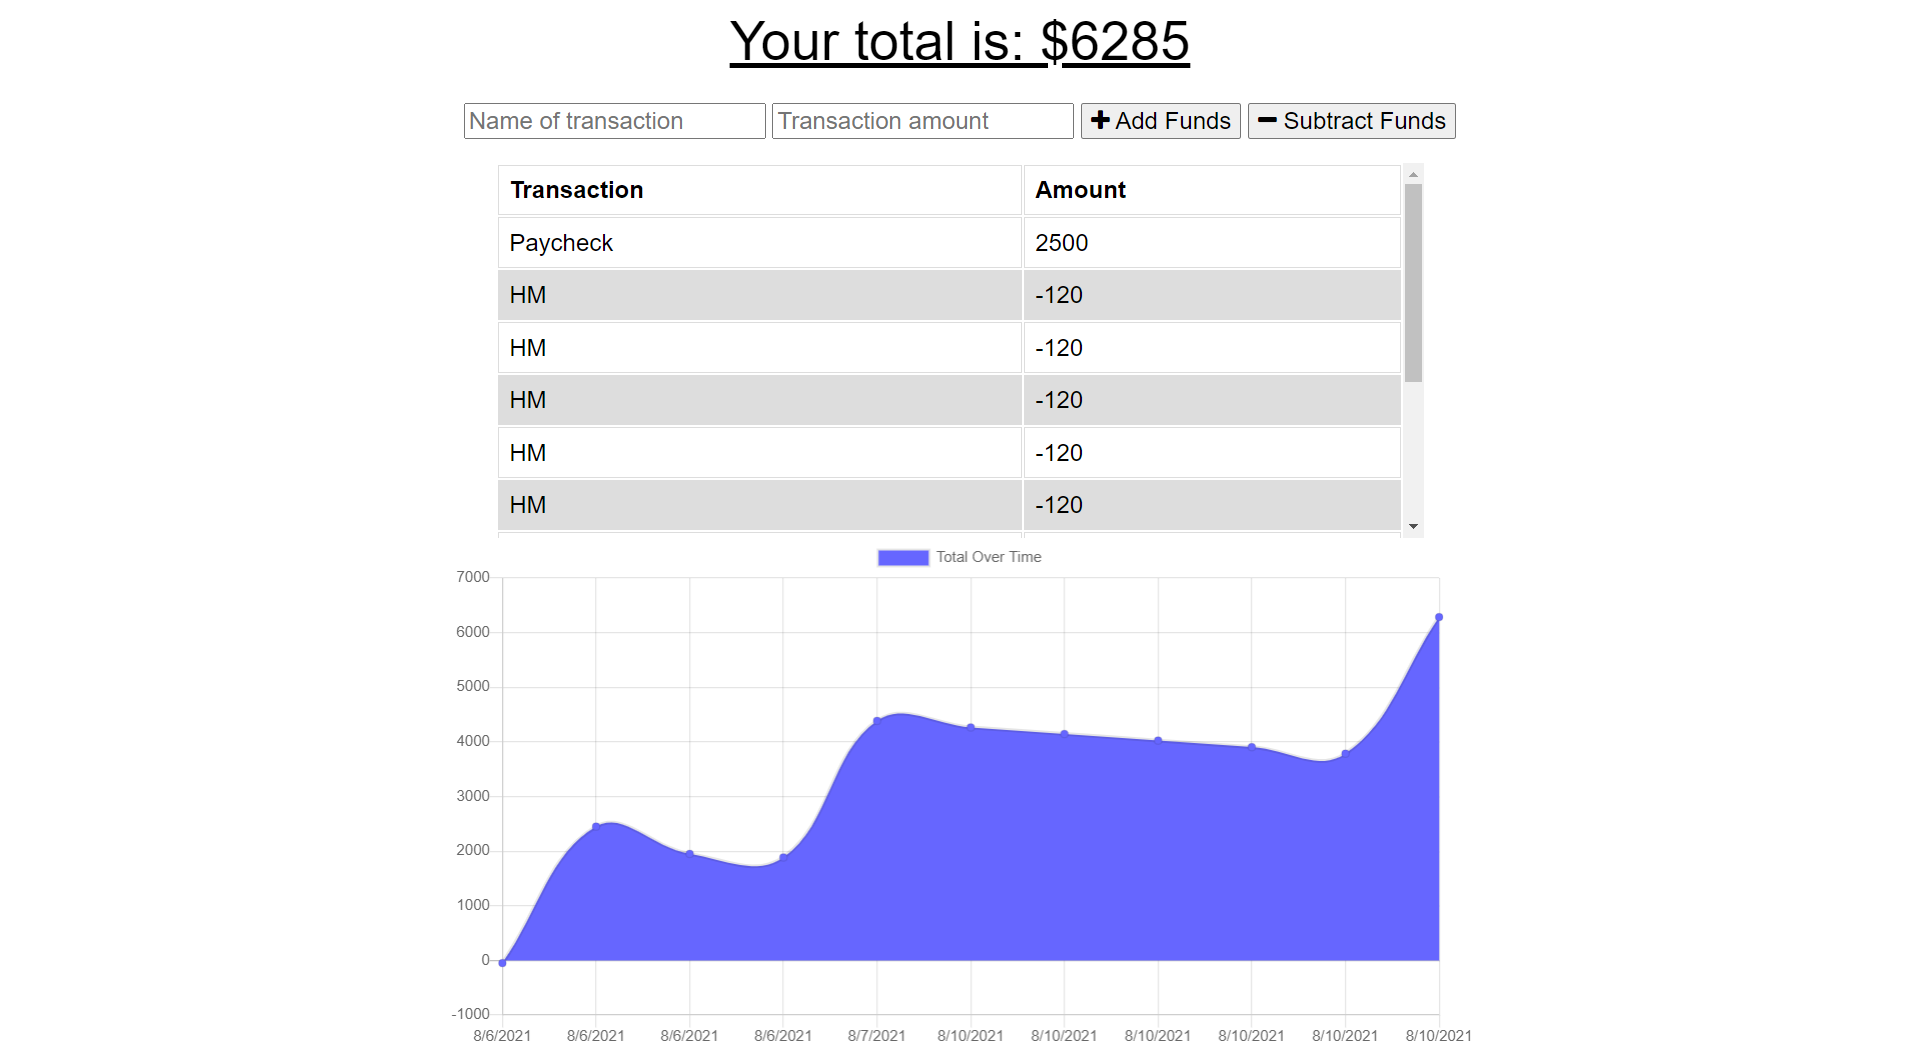 Your total is: $6285
Name of transaction Transaction amount Add Funds Subtract Funds
Transaction Amount
Paycheck 2500
HM -120
HM -120
HM -120
HM -120
HM -120
Total Over Time
7000
6000
5000
4000
3000
2000
1000
0
-1000
8/6/2021 8/6/2021 8/6/2021 8/6/2021 8/7/2021 8/10/2021 8/10/2021 8/10/2021 8/10/2021 8/10/2021 8/10/2021